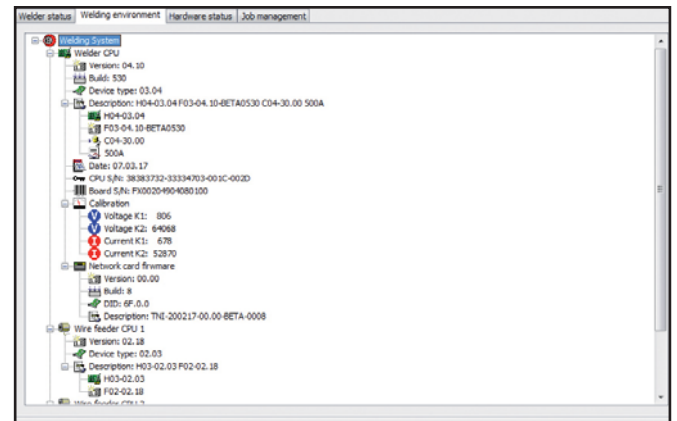 Welder status Welding environment Hardware status Job management
Welding System
Welder CPU
Version: 04.10
Build: 530
Device type: 03.04
Description: H04-03.04 F03-04.10-BETA0530 C04-30.00 500A
H04-03.04
F03-04.10-BETA0530
C04-30.00
500A
Date: 07.03.17
CPU S/N: 38383732-33334703-001C-002D
Board S/N: FX00204904080100
Calibration
Voltage K1: 806
Voltage K2: 64068
Current K1: 678
Current K2: 52870
Network card firmware
Version: 00.00
Build: 8
DID: 6F.0.0
Description: TNI-200217-00.00-BETA-0008
Wire feeder CPU 1
Version: 02.18
Device type: 02.03
Description: H03-02.03 F02-02.18
H03-02.03
F02-02.18
Wire feeder CPU 2